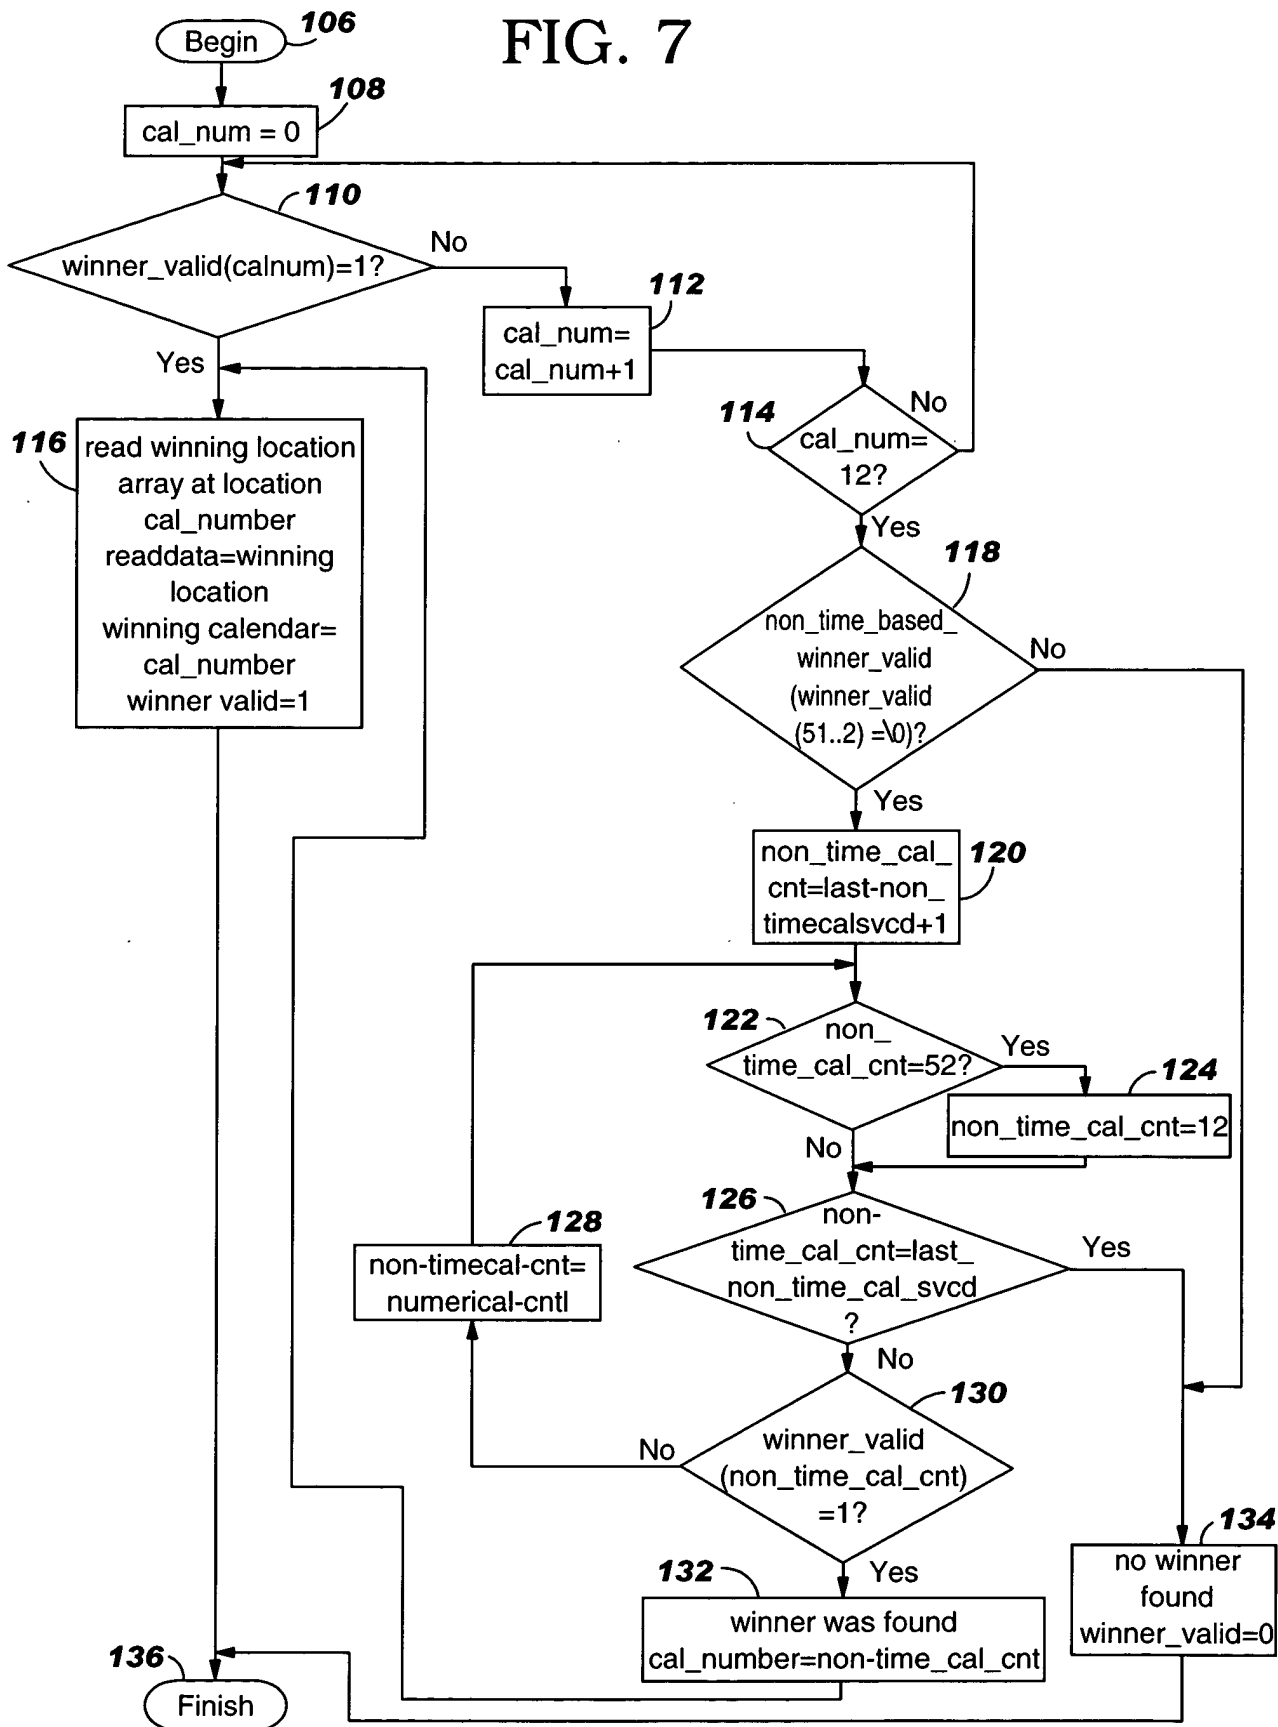 FIG. 7
Begin
106
cal_num = 0
108
winner_valid(calnum)=1?
110
No
Yes
cal_num=
cal_num+1
112
cal_num=
12?
114
No
Yes
read winning location
array at location
cal_number
readdata=winning
location
winning calendar=
cal_number
winner valid=1
116
non_time_based_
winner_valid
(winner_valid
(51..2) =\0)?
118
No
Yes
non_time_cal_
cnt=last-non_
timecalsvcd+1
120
non_
time_cal_cnt=52?
122
Yes
No
non_time_cal_cnt=12
124
non-
time_cal_cnt=last_
non_time_cal_svcd
?
126
Yes
No
non-timecal-cnt=
numerical-cntl
128
winner_valid
(non_time_cal_cnt)
=1?
130
No
Yes
winner was found
cal_number=non-time_cal_cnt
132
no winner
found
winner_valid=0
134
Finish
136